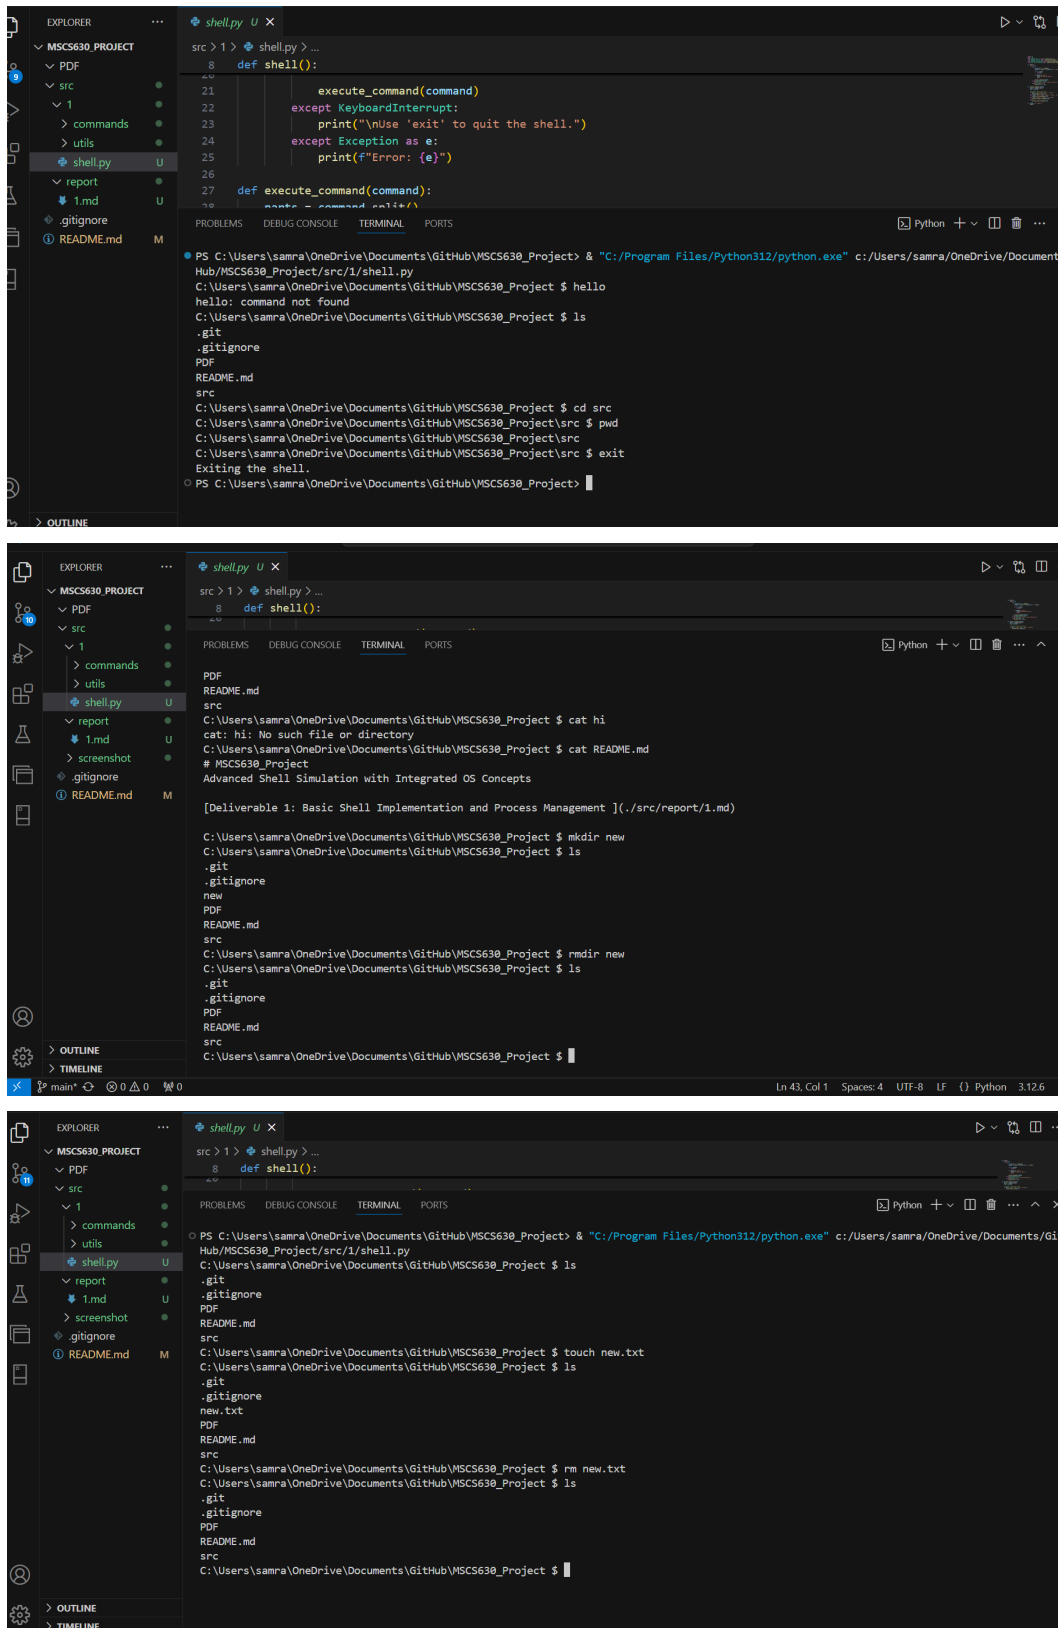 EXPLORER
MSCS630_PROJECT
PDF
src
1
commands
utils
shell.py U
report
1.md U
.gitignore
README.md M
OUTLINE
9
shell.py U
src > 1 > shell.py > ...
8 def shell():
20
21 execute_command(command)
22 except KeyboardInterrupt:
23 print("\nUse 'exit' to quit the shell.")
24 except Exception as e:
25 print(f"Error: {e}")
26
27 def execute_command(command):
28 parts = command.split()
PROBLEMS DEBUG CONSOLE TERMINAL PORTS
Python
PS C:\Users\samra\OneDrive\Documents\GitHub\MSCS630_Project> & "C:/Program Files/Python312/python.exe" c:/Users/samra/OneDrive/Document
Hub/MSCS630_Project/src/1/shell.py
C:\Users\samra\OneDrive\Documents\GitHub\MSCS630_Project $ hello
hello: command not found
C:\Users\samra\OneDrive\Documents\GitHub\MSCS630_Project $ ls
.git
.gitignore
PDF
README.md
src
C:\Users\samra\OneDrive\Documents\GitHub\MSCS630_Project $ cd src
C:\Users\samra\OneDrive\Documents\GitHub\MSCS630_Project\src $ pwd
C:\Users\samra\OneDrive\Documents\GitHub\MSCS630_Project\src
C:\Users\samra\OneDrive\Documents\GitHub\MSCS630_Project\src $ exit
Exiting the shell.
PS C:\Users\samra\OneDrive\Documents\GitHub\MSCS630_Project>
EXPLORER
MSCS630_PROJECT
PDF
src
1
commands
utils
shell.py U
report
1.md U
screenshot
.gitignore
README.md M
OUTLINE
TIMELINE
10
shell.py U
src > 1 > shell.py > ...
8 def shell():
20
PROBLEMS DEBUG CONSOLE TERMINAL PORTS
Python
PDF
README.md
src
C:\Users\samra\OneDrive\Documents\GitHub\MSCS630_Project $ cat hi
cat: hi: No such file or directory
C:\Users\samra\OneDrive\Documents\GitHub\MSCS630_Project $ cat README.md
# MSCS630_Project
Advanced Shell Simulation with Integrated OS Concepts
[Deliverable 1: Basic Shell Implementation and Process Management ](./src/report/1.md)
C:\Users\samra\OneDrive\Documents\GitHub\MSCS630_Project $ mkdir new
C:\Users\samra\OneDrive\Documents\GitHub\MSCS630_Project $ ls
.git
.gitignore
new
PDF
README.md
src
C:\Users\samra\OneDrive\Documents\GitHub\MSCS630_Project $ rmdir new
C:\Users\samra\OneDrive\Documents\GitHub\MSCS630_Project $ ls
.git
.gitignore
PDF
README.md
src
C:\Users\samra\OneDrive\Documents\GitHub\MSCS630_Project $
main* 0 0 0 Ln 43, Col 1 Spaces: 4 UTF-8 LF {} Python 3.12.6
EXPLORER
MSCS630_PROJECT
PDF
src
1
commands
utils
shell.py U
report
1.md U
screenshot
.gitignore
README.md M
OUTLINE
TIMELINE
11
shell.py U
src > 1 > shell.py > ...
8 def shell():
20
PROBLEMS DEBUG CONSOLE TERMINAL PORTS
Python
PS C:\Users\samra\OneDrive\Documents\GitHub\MSCS630_Project> & "C:/Program Files/Python312/python.exe" c:/Users/samra/OneDrive/Documents/Gi
Hub/MSCS630_Project/src/1/shell.py
C:\Users\samra\OneDrive\Documents\GitHub\MSCS630_Project $ ls
.git
.gitignore
PDF
README.md
src
C:\Users\samra\OneDrive\Documents\GitHub\MSCS630_Project $ touch new.txt
C:\Users\samra\OneDrive\Documents\GitHub\MSCS630_Project $ ls
.git
.gitignore
new.txt
PDF
README.md
src
C:\Users\samra\OneDrive\Documents\GitHub\MSCS630_Project $ rm new.txt
C:\Users\samra\OneDrive\Documents\GitHub\MSCS630_Project $ ls
.git
.gitignore
PDF
README.md
src
C:\Users\samra\OneDrive\Documents\GitHub\MSCS630_Project $